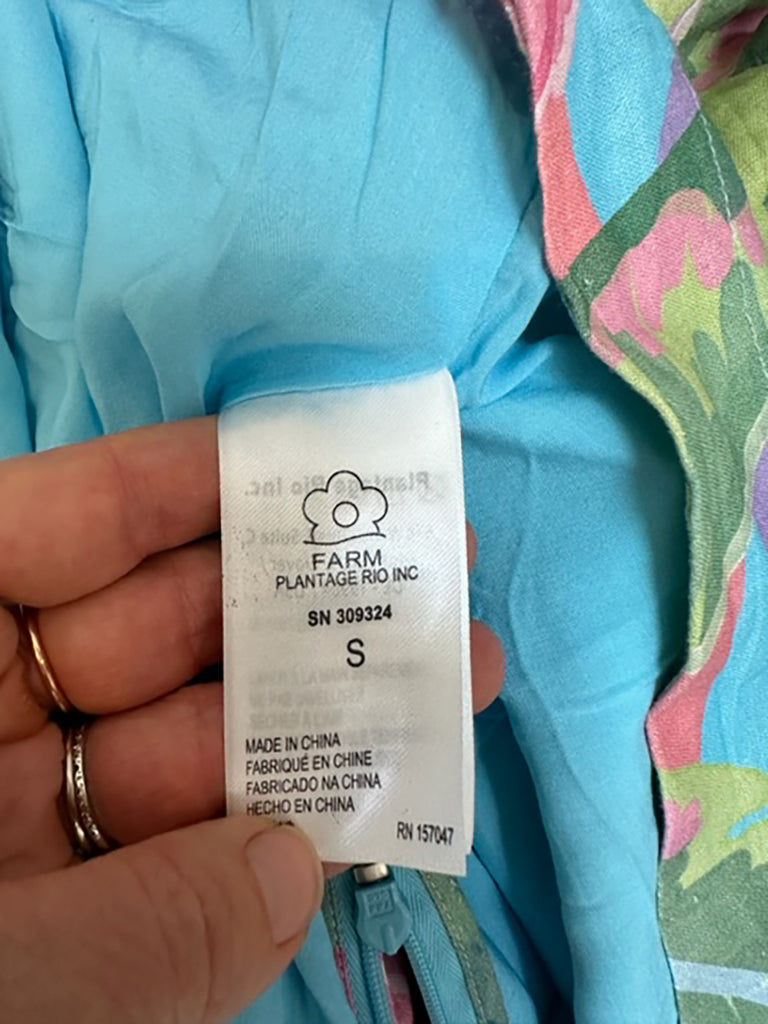 FARM
PLANTAGE RIO INC
SN 309324
S
MADE IN CHINA
FABRIQUÉ EN CHINE
FABRICADO NA CHINA
HECHO EN CHINA
RN 157047